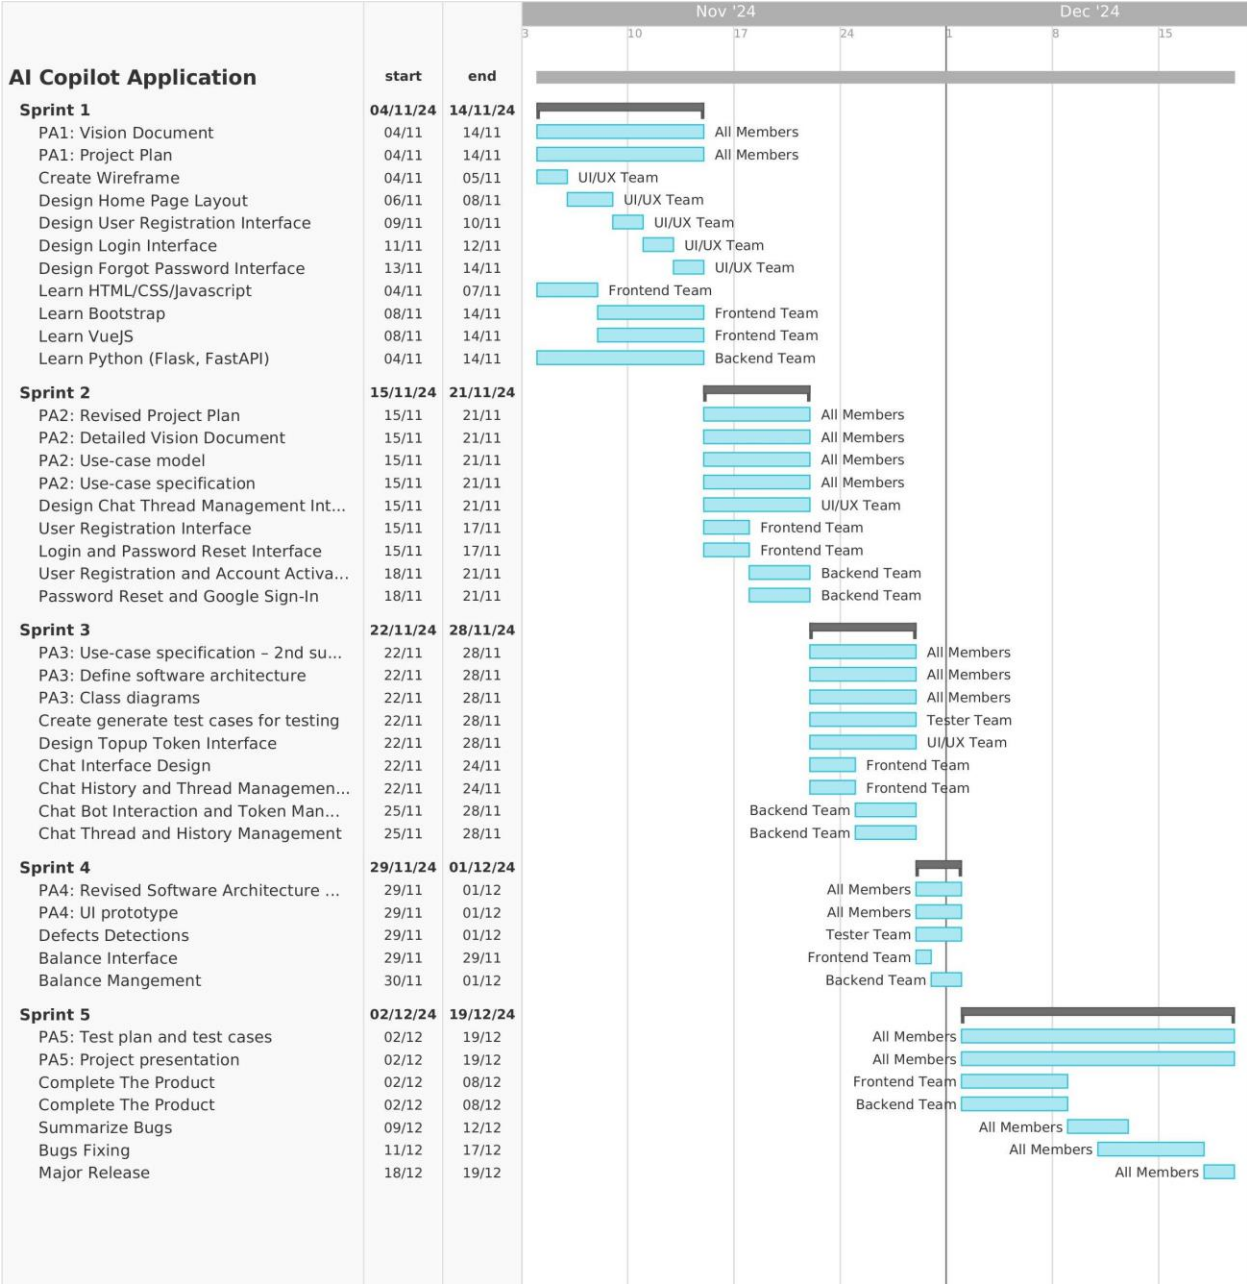 Nov '24 Dec '24
3 10 17 24 1 8 15
AI Copilot Application start end
Sprint 1 04/11/24 14/11/24
PA1: Vision Document 04/11 14/11 All Members
PA1: Project Plan 04/11 14/11 All Members
Create Wireframe 04/11 05/11 UI/UX Team
Design Home Page Layout 06/11 08/11 UI/UX Team
Design User Registration Interface 09/11 10/11 UI/UX Team
Design Login Interface 11/11 12/11 UI/UX Team
Design Forgot Password Interface 13/11 14/11 UI/UX Team
Learn HTML/CSS/Javascript 04/11 07/11 Frontend Team
Learn Bootstrap 08/11 14/11 Frontend Team
Learn VueJS 08/11 14/11 Frontend Team
Learn Python (Flask, FastAPI) 04/11 14/11 Backend Team
Sprint 2 15/11/24 21/11/24
PA2: Revised Project Plan 15/11 21/11 All Members
PA2: Detailed Vision Document 15/11 21/11 All Members
PA2: Use-case model 15/11 21/11 All Members
PA2: Use-case specification 15/11 21/11 All Members
Design Chat Thread Management Int... 15/11 21/11 UI/UX Team
User Registration Interface 15/11 17/11 Frontend Team
Login and Password Reset Interface 15/11 17/11 Frontend Team
User Registration and Account Activa... 18/11 21/11 Backend Team
Password Reset and Google Sign-In 18/11 21/11 Backend Team
Sprint 3 22/11/24 28/11/24
PA3: Use-case specification – 2nd su... 22/11 28/11 All Members
PA3: Define software architecture 22/11 28/11 All Members
PA3: Class diagrams 22/11 28/11 All Members
Create generate test cases for testing 22/11 28/11 Tester Team
Design Topup Token Interface 22/11 28/11 UI/UX Team
Chat Interface Design 22/11 24/11 Frontend Team
Chat History and Thread Managemen... 22/11 24/11 Frontend Team
Chat Bot Interaction and Token Man... 25/11 28/11 Backend Team
Chat Thread and History Management 25/11 28/11 Backend Team
Sprint 4 29/11/24 01/12/24
PA4: Revised Software Architecture ... 29/11 01/12 All Members
PA4: UI prototype 29/11 01/12 All Members
Defects Detections 29/11 01/12 Tester Team
Balance Interface 29/11 29/11 Frontend Team
Balance Mangement 30/11 01/12 Backend Team
Sprint 5 02/12/24 19/12/24
PA5: Test plan and test cases 02/12 19/12 All Members
PA5: Project presentation 02/12 19/12 All Members
Complete The Product 02/12 08/12 Frontend Team
Complete The Product 02/12 08/12 Backend Team
Summarize Bugs 09/12 12/12 All Members
Bugs Fixing 11/12 17/12 All Members
Major Release 18/12 19/12 All Members